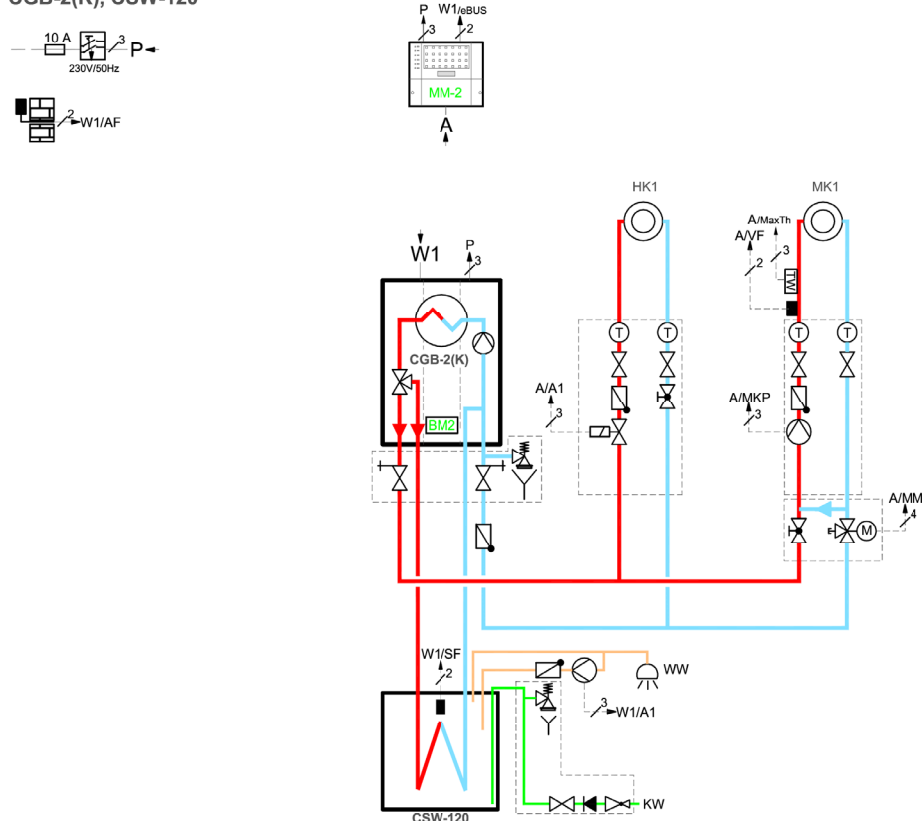 CGB-2(K), CSW-120
P W1/eBUS
10 A 3 P
3 2
230V/50Hz
MM-2
2 W1/AF
A
HK1 MK1
A/MaxTh
A/VF
W1 P
3
3
2
TW
T T T T
CGB-2(K)
A/A1 A/MKP
3 3
BM2
A/MM
4
M
W1/SF
2
WW
3 W1/A1
KW
CSW-120